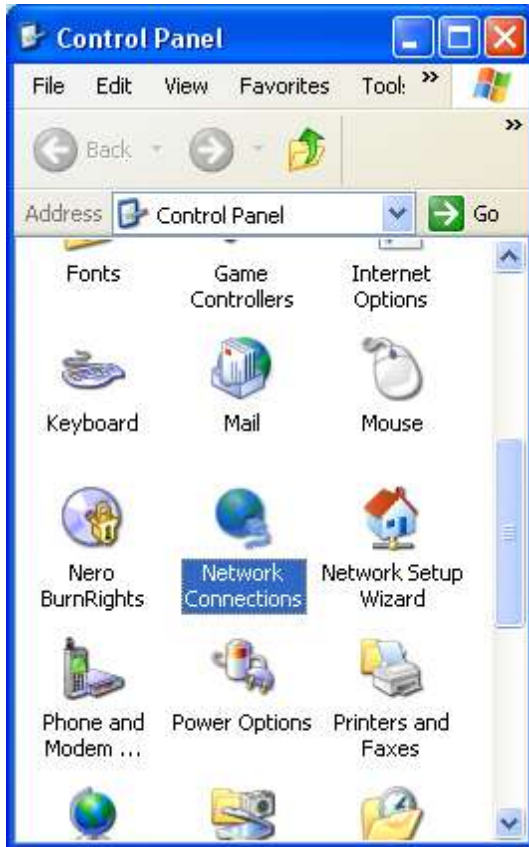 Control Panel
File Edit View Favorites Tools »
Back »
Address Control Panel Go
Fonts Game Controllers Internet Options
Keyboard Mail Mouse
Nero BurnRights Network Connections Network Setup Wizard
Phone and Modem ... Power Options Printers and Faxes